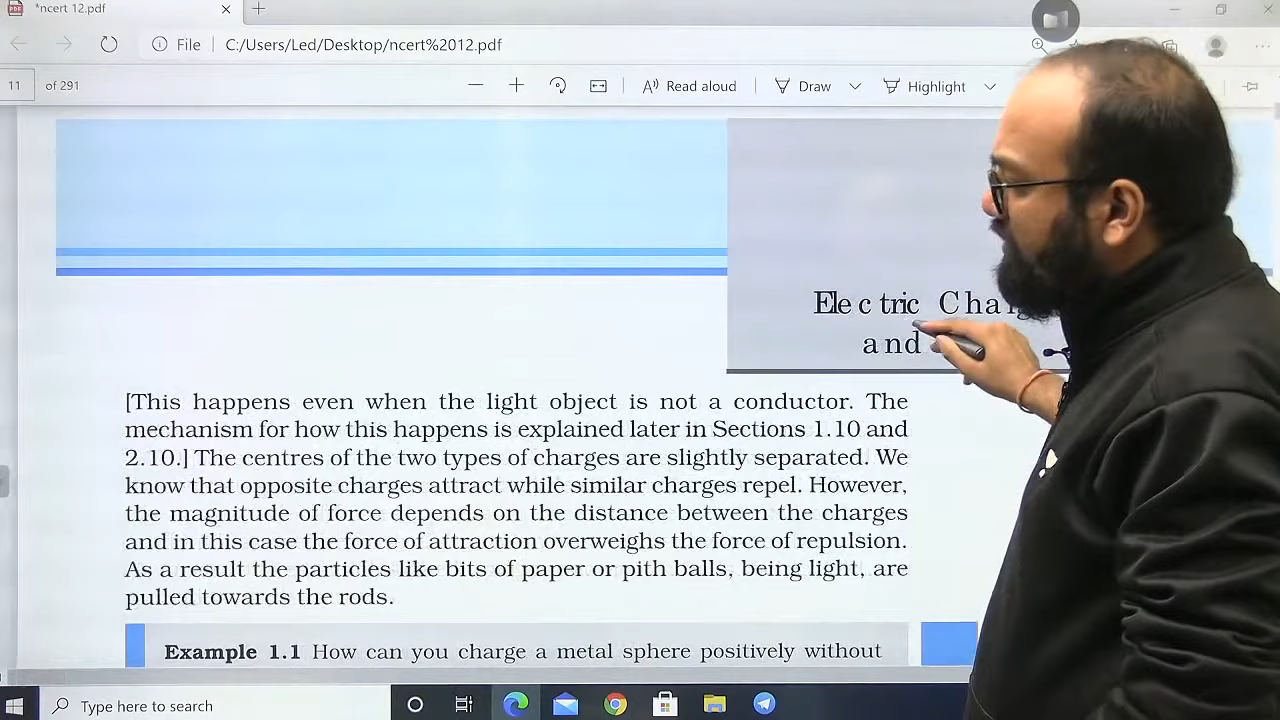 *ncert 12.pdf
File
C:/Users/Led/Desktop/ncert%2012.pdf
11 of 291
Read aloud
Draw
Highlight
Electric Charg
and
[This happens even when the light object is not a conductor. The
mechanism for how this happens is explained later in Sections 1.10 and
2.10.] The centres of the two types of charges are slightly separated. We
know that opposite charges attract while similar charges repel. However,
the magnitude of force depends on the distance between the charges
and in this case the force of attraction overweighs the force of repulsion.
As a result the particles like bits of paper or pith balls, being light, are
pulled towards the rods.
Example 1.1 How can you charge a metal sphere positively without
Type here to search